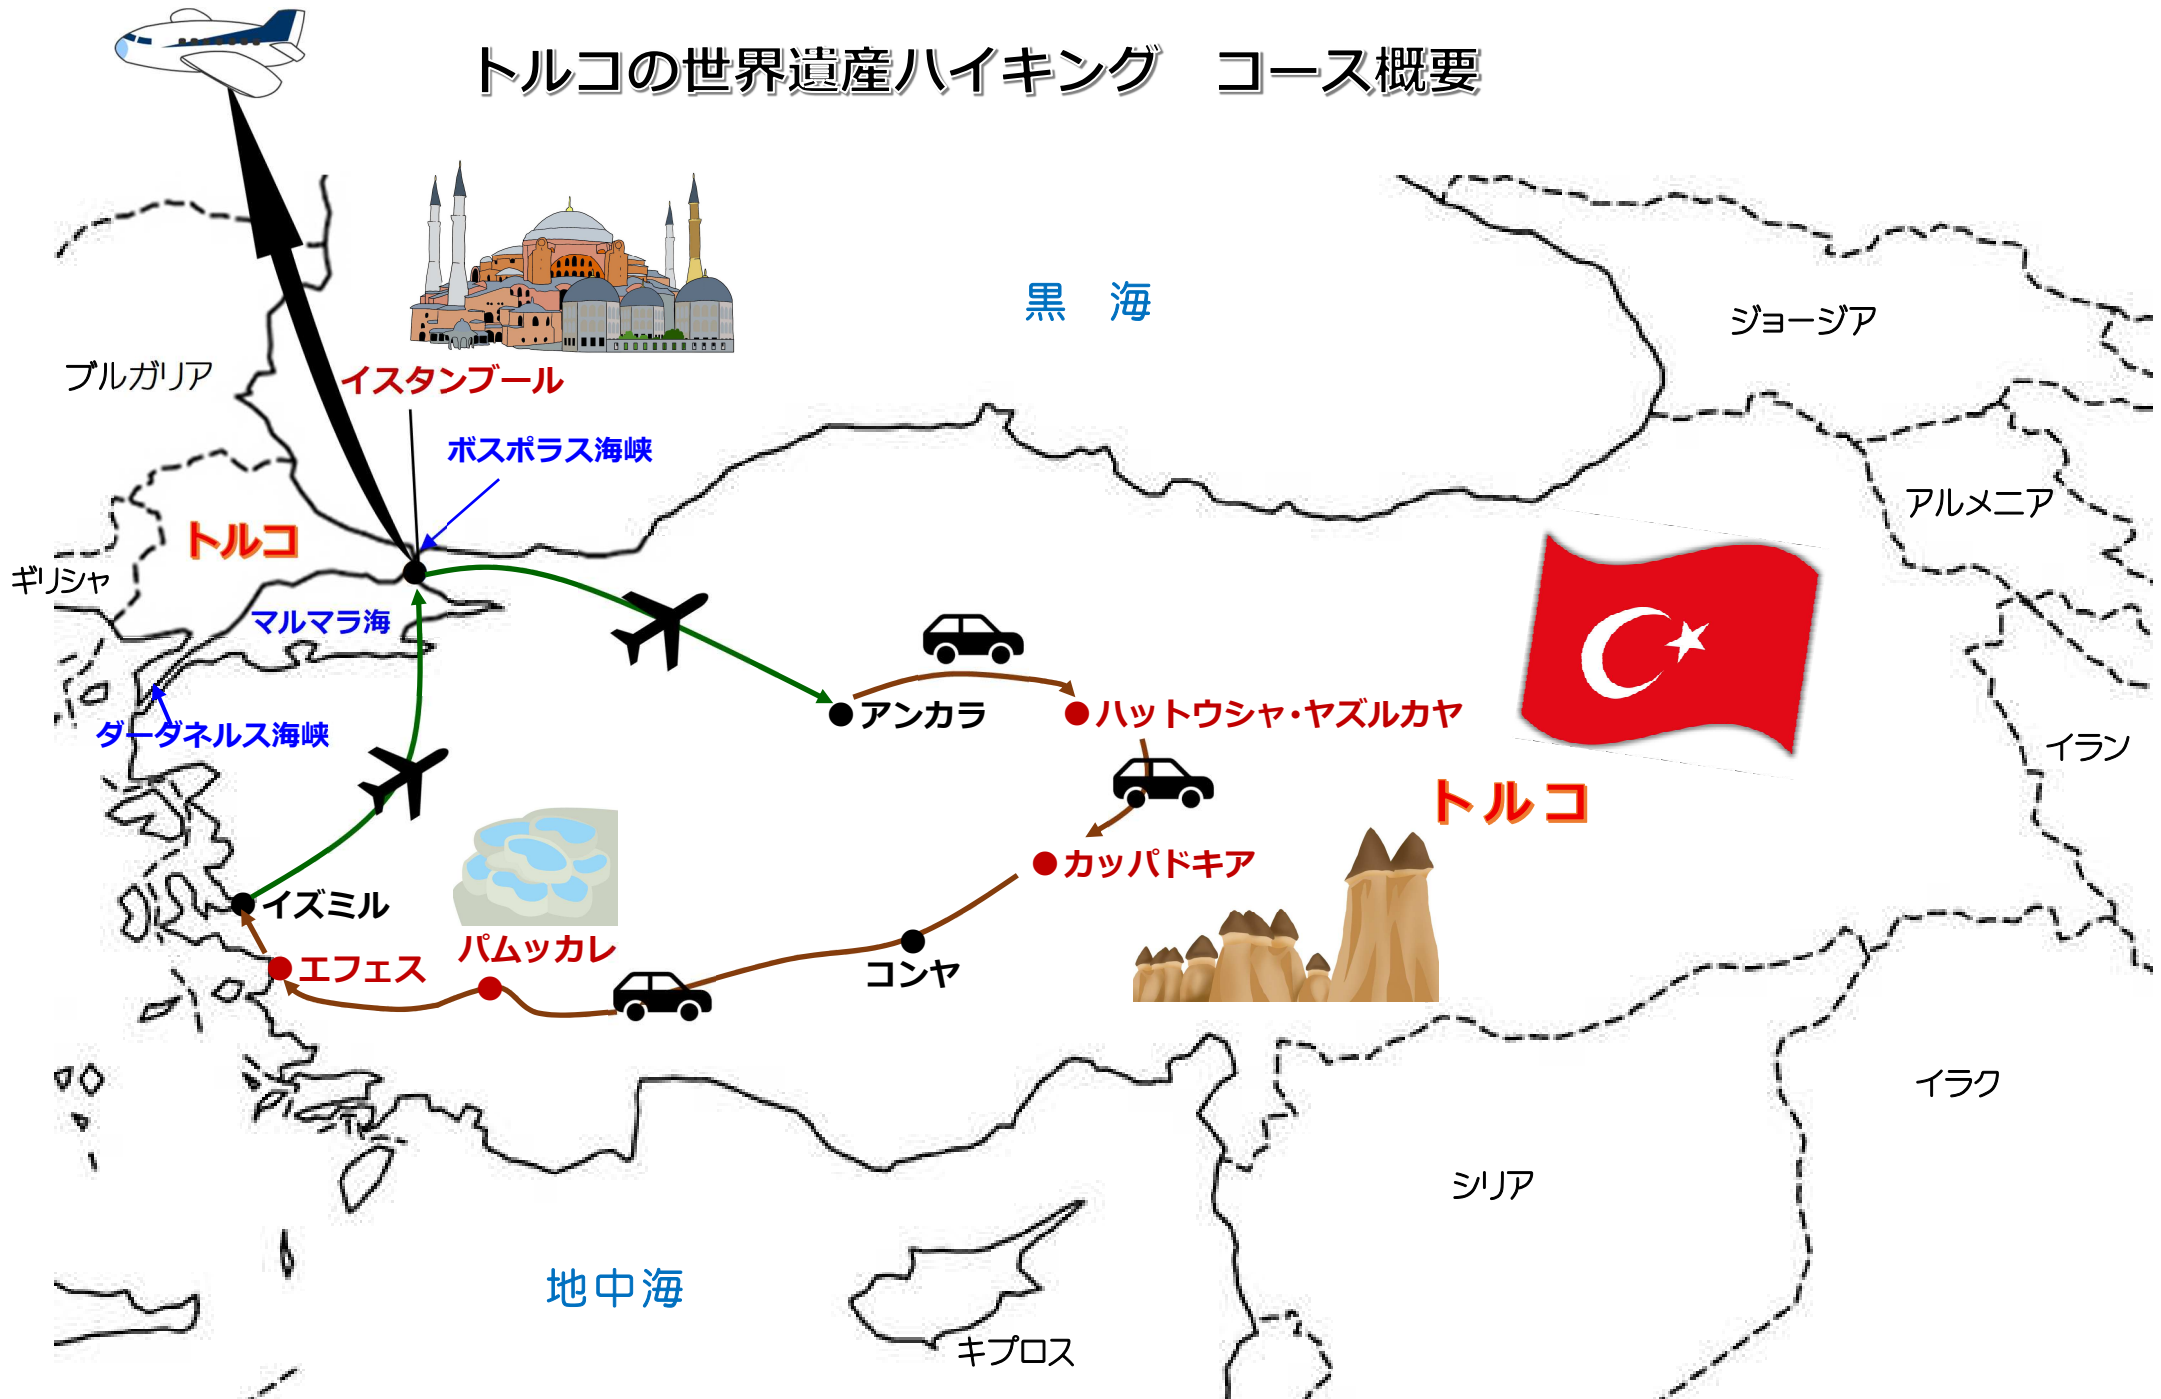 トルコの世界遺産ハイキング　コース概要
黒　海
ジョージア
ブルガリア
イスタンブール
ボスポラス海峡
アルメニア
トルコ
ギリシャ
マルマラ海
アンカラ
ハットウシャ・ヤズルカヤ
ダーダネルス海峡
イラン
トルコ
カッパドキア
イズミル
パムッカレ
エフェス
コンヤ
イラク
シリア
地中海
キプロス